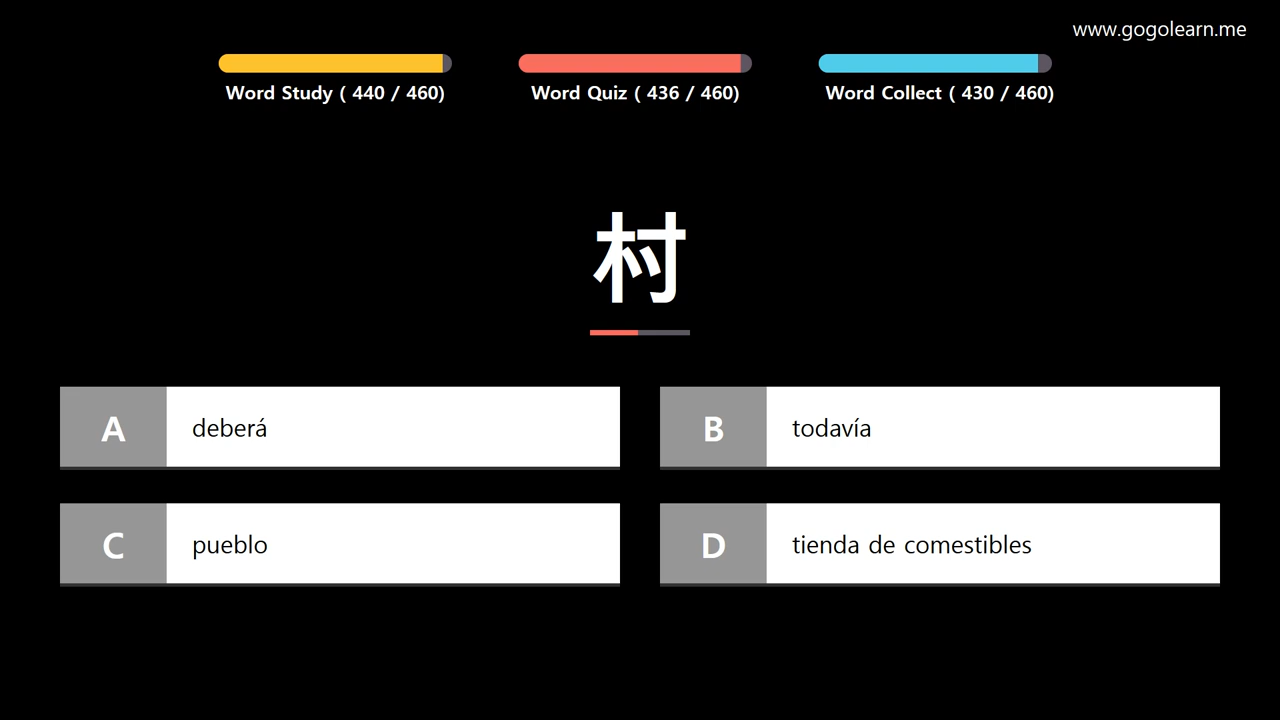 www.gogolearn.me
Word Study ( 440 / 460)
Word Quiz ( 436 / 460)
Word Collect ( 430 / 460)
村
A deberá
B todavía
C pueblo
D tienda de comestibles